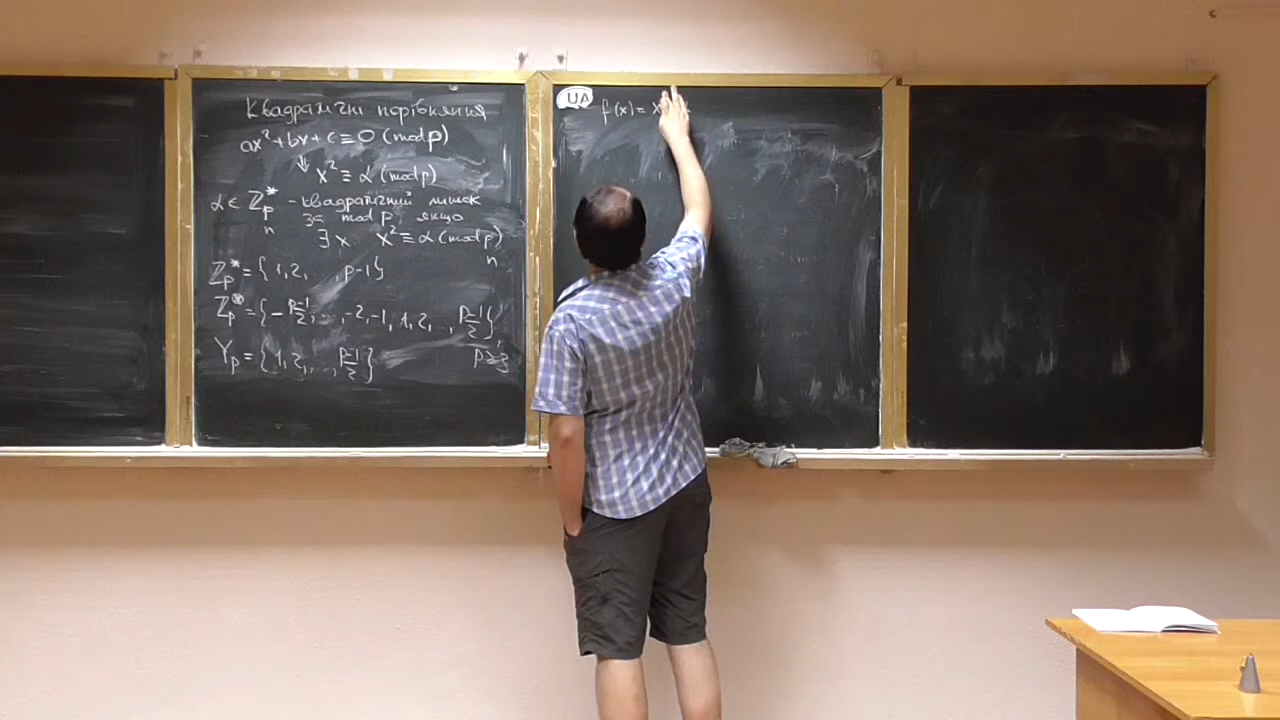 Квадратичні порівняння
ax² + bx + c ≡ 0 (mod p)
⇓ x² ≡ α (mod p)
α ∈ ℤₚ* - квадратичний лишок
за mod p, якщо
n
∃ x x² ≡ α (mod p)
n
ℤₚ* = {1, 2, ..., p-1}
ℤₚ* = {-(p-1)/2, ..., -2, -1, 1, 2, ..., (p-1)/2},
p ≥ 3
Yₚ = {1, 2, ..., (p-1)/2}
UA
f(x) = x